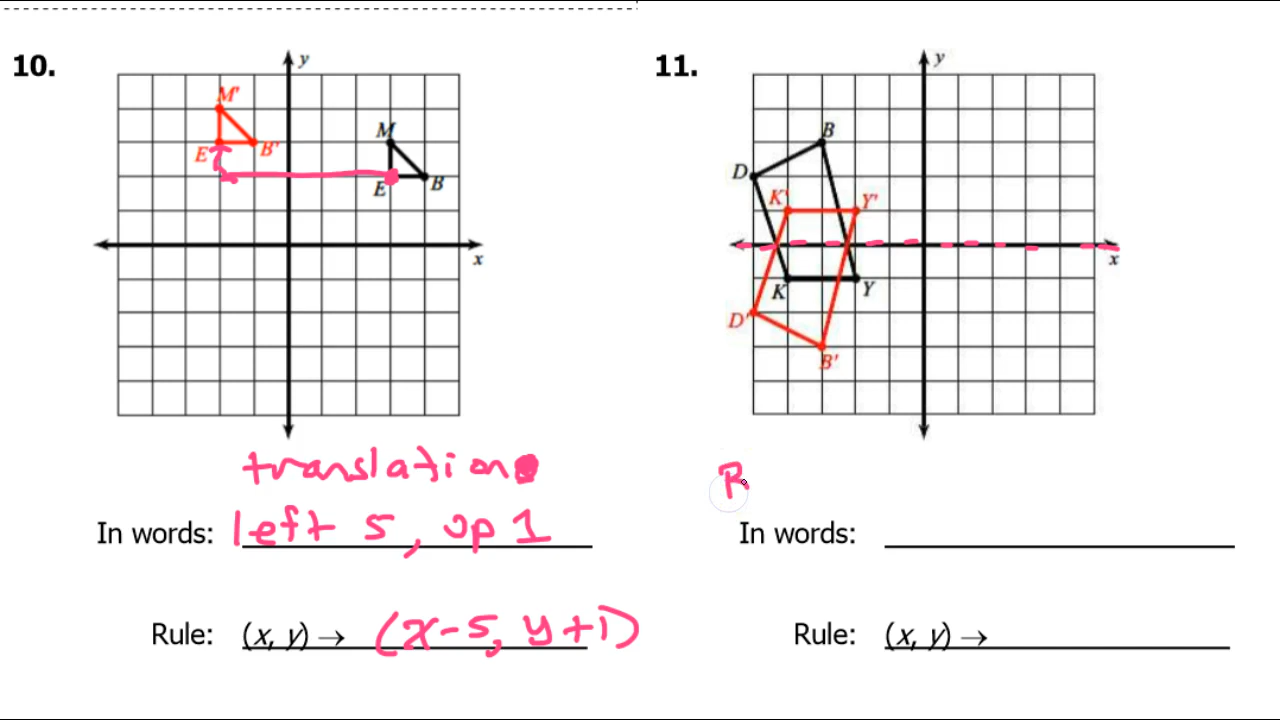 10.
y
M'
E'
B'
M
E
B
x
translation
In words: left 5, up 1
Rule: (x, y) → (x-5, y+1)
11.
y
B
D
K'
Y'
x
K
Y
D'
B'
R
In words:
Rule: (x, y) →